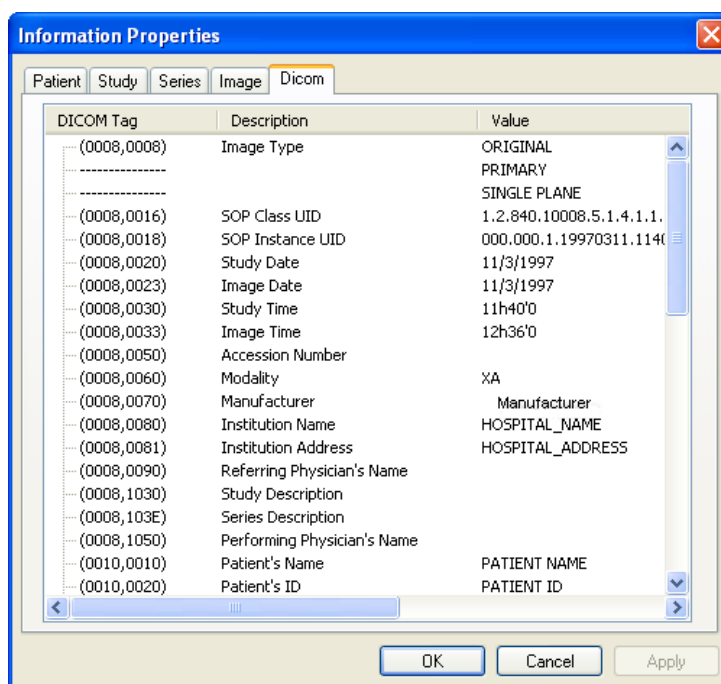 Information Properties
Patient Study Series Image Dicom
DICOM Tag Description Value
(0008,0008) Image Type ORIGINAL
--------------- PRIMARY
--------------- SINGLE PLANE
(0008,0016) SOP Class UID 1.2.840.10008.5.1.4.1.1.
(0008,0018) SOP Instance UID 000.000.1.19970311.114(
(0008,0020) Study Date 11/3/1997
(0008,0023) Image Date 11/3/1997
(0008,0030) Study Time 11h40'0
(0008,0033) Image Time 12h36'0
(0008,0050) Accession Number
(0008,0060) Modality XA
(0008,0070) Manufacturer Manufacturer
(0008,0080) Institution Name HOSPITAL_NAME
(0008,0081) Institution Address HOSPITAL_ADDRESS
(0008,0090) Referring Physician's Name
(0008,1030) Study Description
(0008,103E) Series Description
(0008,1050) Performing Physician's Name
(0010,0010) Patient's Name PATIENT NAME
(0010,0020) Patient's ID PATIENT ID
OK Cancel Apply